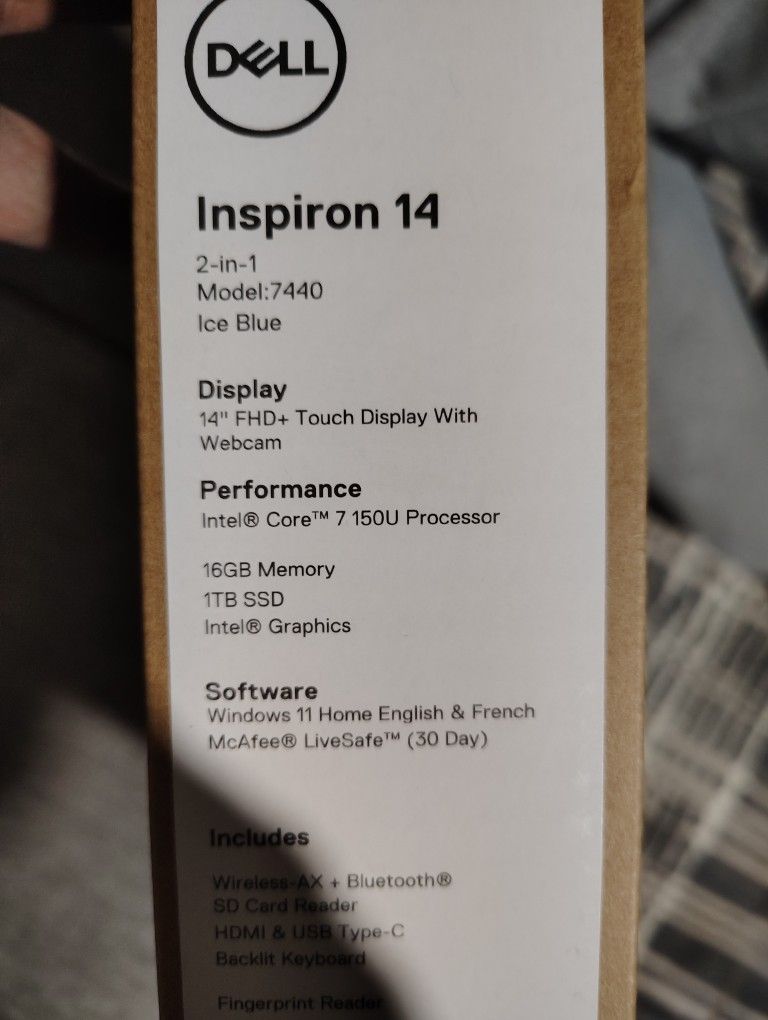 DELL
Inspiron 14
2-in-1
Model:7440
Ice Blue
Display
14" FHD+ Touch Display With
Webcam
Performance
Intel® Core™ 7 150U Processor
16GB Memory
1TB SSD
Intel® Graphics
Software
Windows 11 Home English & French
McAfee® LiveSafe™ (30 Day)
Includes
Wireless-AX + Bluetooth®
SD Card Reader
HDMI & USB Type-C
Backlit Keyboard
Fingerprint Reader